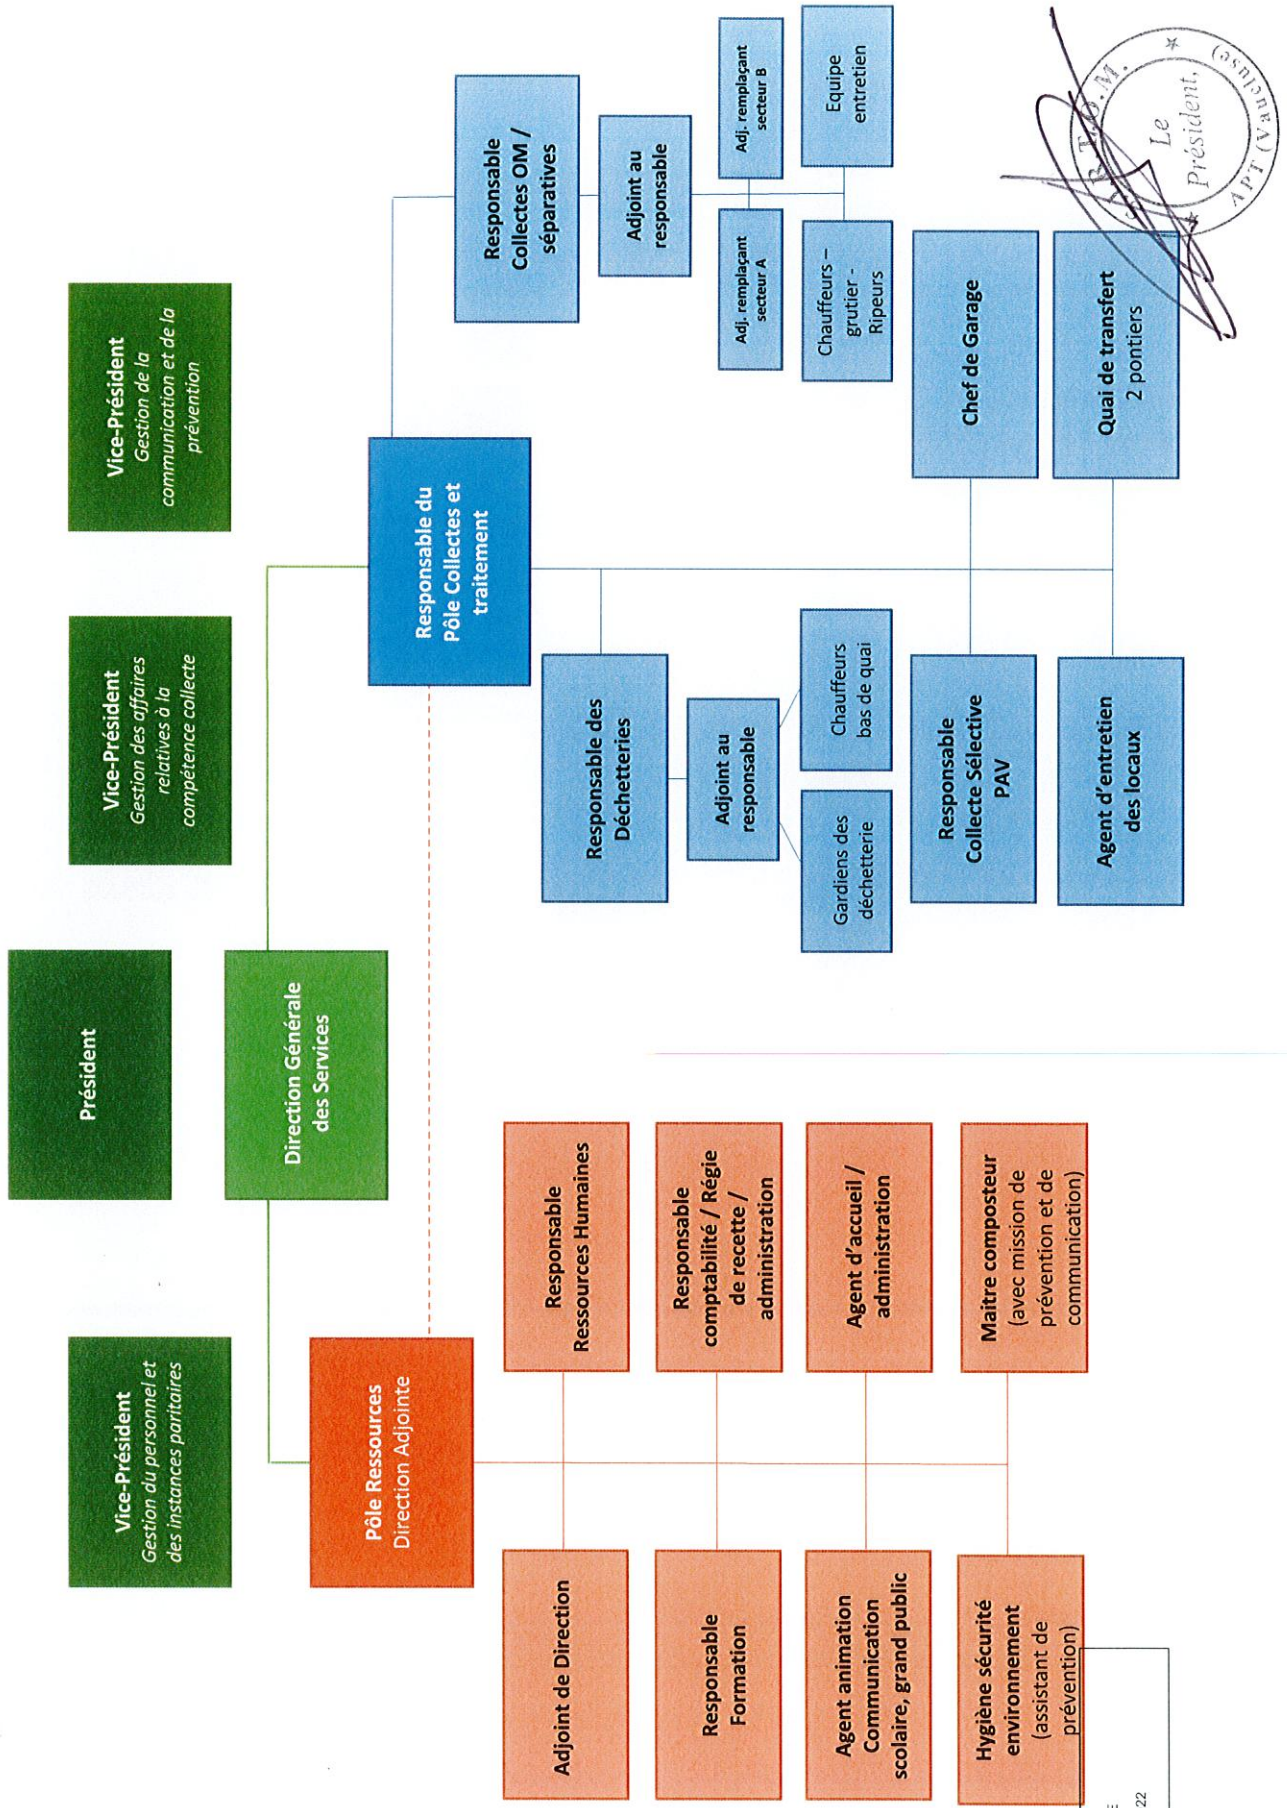 Président
Vice-Président
Gestion du personnel et
des instances paritaires
Vice-Président
Gestion des affaires
relatives à la
compétence collecte
Vice-Président
Gestion de la
communication et de la
prévention
Direction Générale
des Services
Pôle Ressources
Direction Adjointe
Adjoint de Direction
Responsable
Ressources Humaines
Responsable
Formation
Responsable
comptabilité / Régie
de recette /
administration
Agent animation
Communication
scolaire, grand public
Agent d'accueil /
administration
Hygiène sécurité
environnement
(assistant de
prévention)
Maitre composteur
(avec mission de
prévention et de
communication)
Responsable du
Pôle Collectes et
traitement
Responsable des
Déchetteries
Adjoint au
responsable
Gardiens des
déchetterie
Chauffeurs
bas de quai
Responsable
Collecte Sélective
PAV
Chef de Garage
Agent d'entretien
des locaux
Quai de transfert
2 pontiers
Responsable
Collectes OM /
séparatives
Adjoint au
responsable
Adj. remplaçant
secteur A
Adj. remplaçant
secteur B
Chauffeurs –
grutier -
Ripeurs
Equipe
entretien
Le
Président,
APT (Vaucluse)
E
22